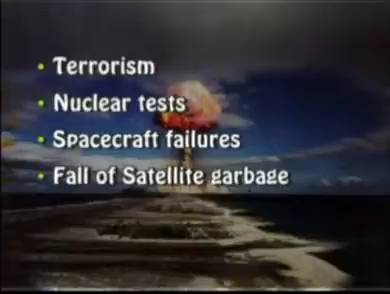 • Terrorism
• Nuclear tests
• Spacecraft failures
• Fall of Satellite garbage